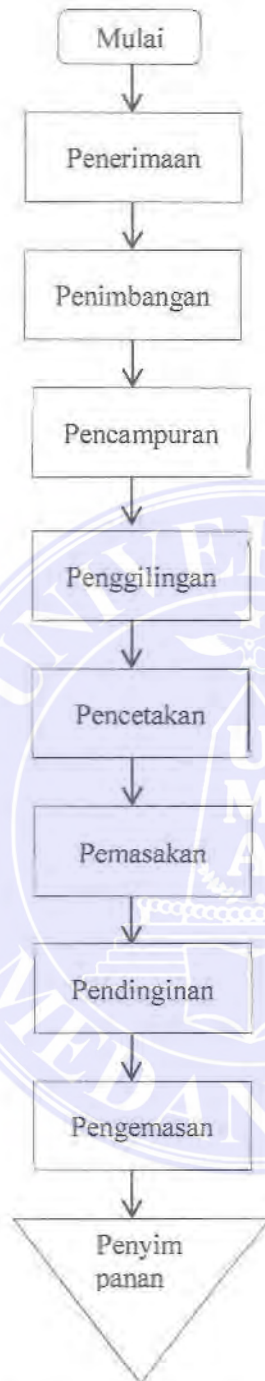 Mulai
Penerimaan
Penimbangan
Pencampuran
Penggilingan
Pencetakan
Pemasakan
Pendinginan
Pengemasan
Penyim
panan